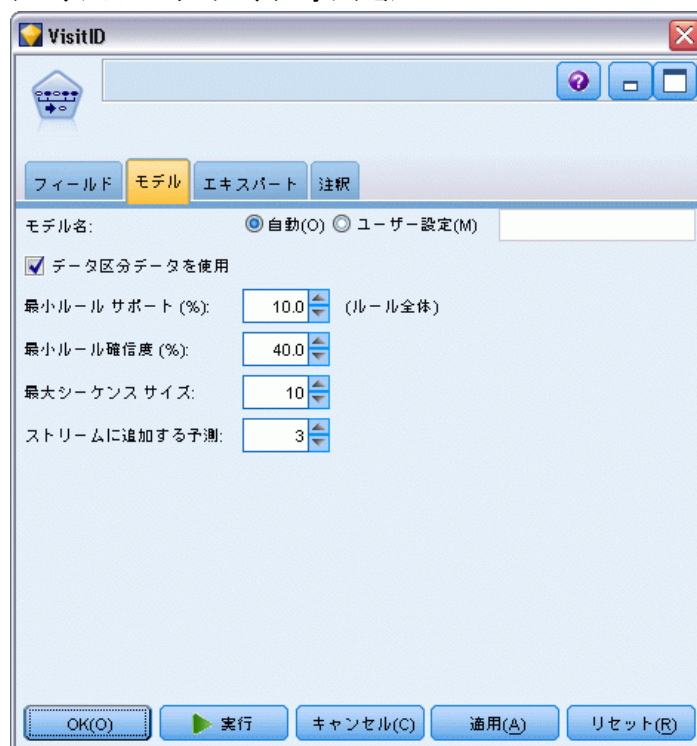 VisitID
フィールド モデル エキスパート 注釈
モデル名: 自動(O) ユーザー設定(M)
データ区分データを使用
最小ルール サポート (%): 10.0 (ルール全体)
最小ルール確信度 (%): 40.0
最大シーケンス サイズ: 10
ストリームに追加する予測: 3
OK(O) 実行 キャンセル(C) 適用(A) リセット(R)